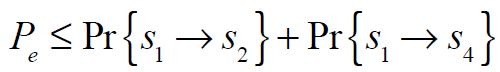 P_e ≤ Pr{s_1 → s_2} + Pr{s_1 → s_4}